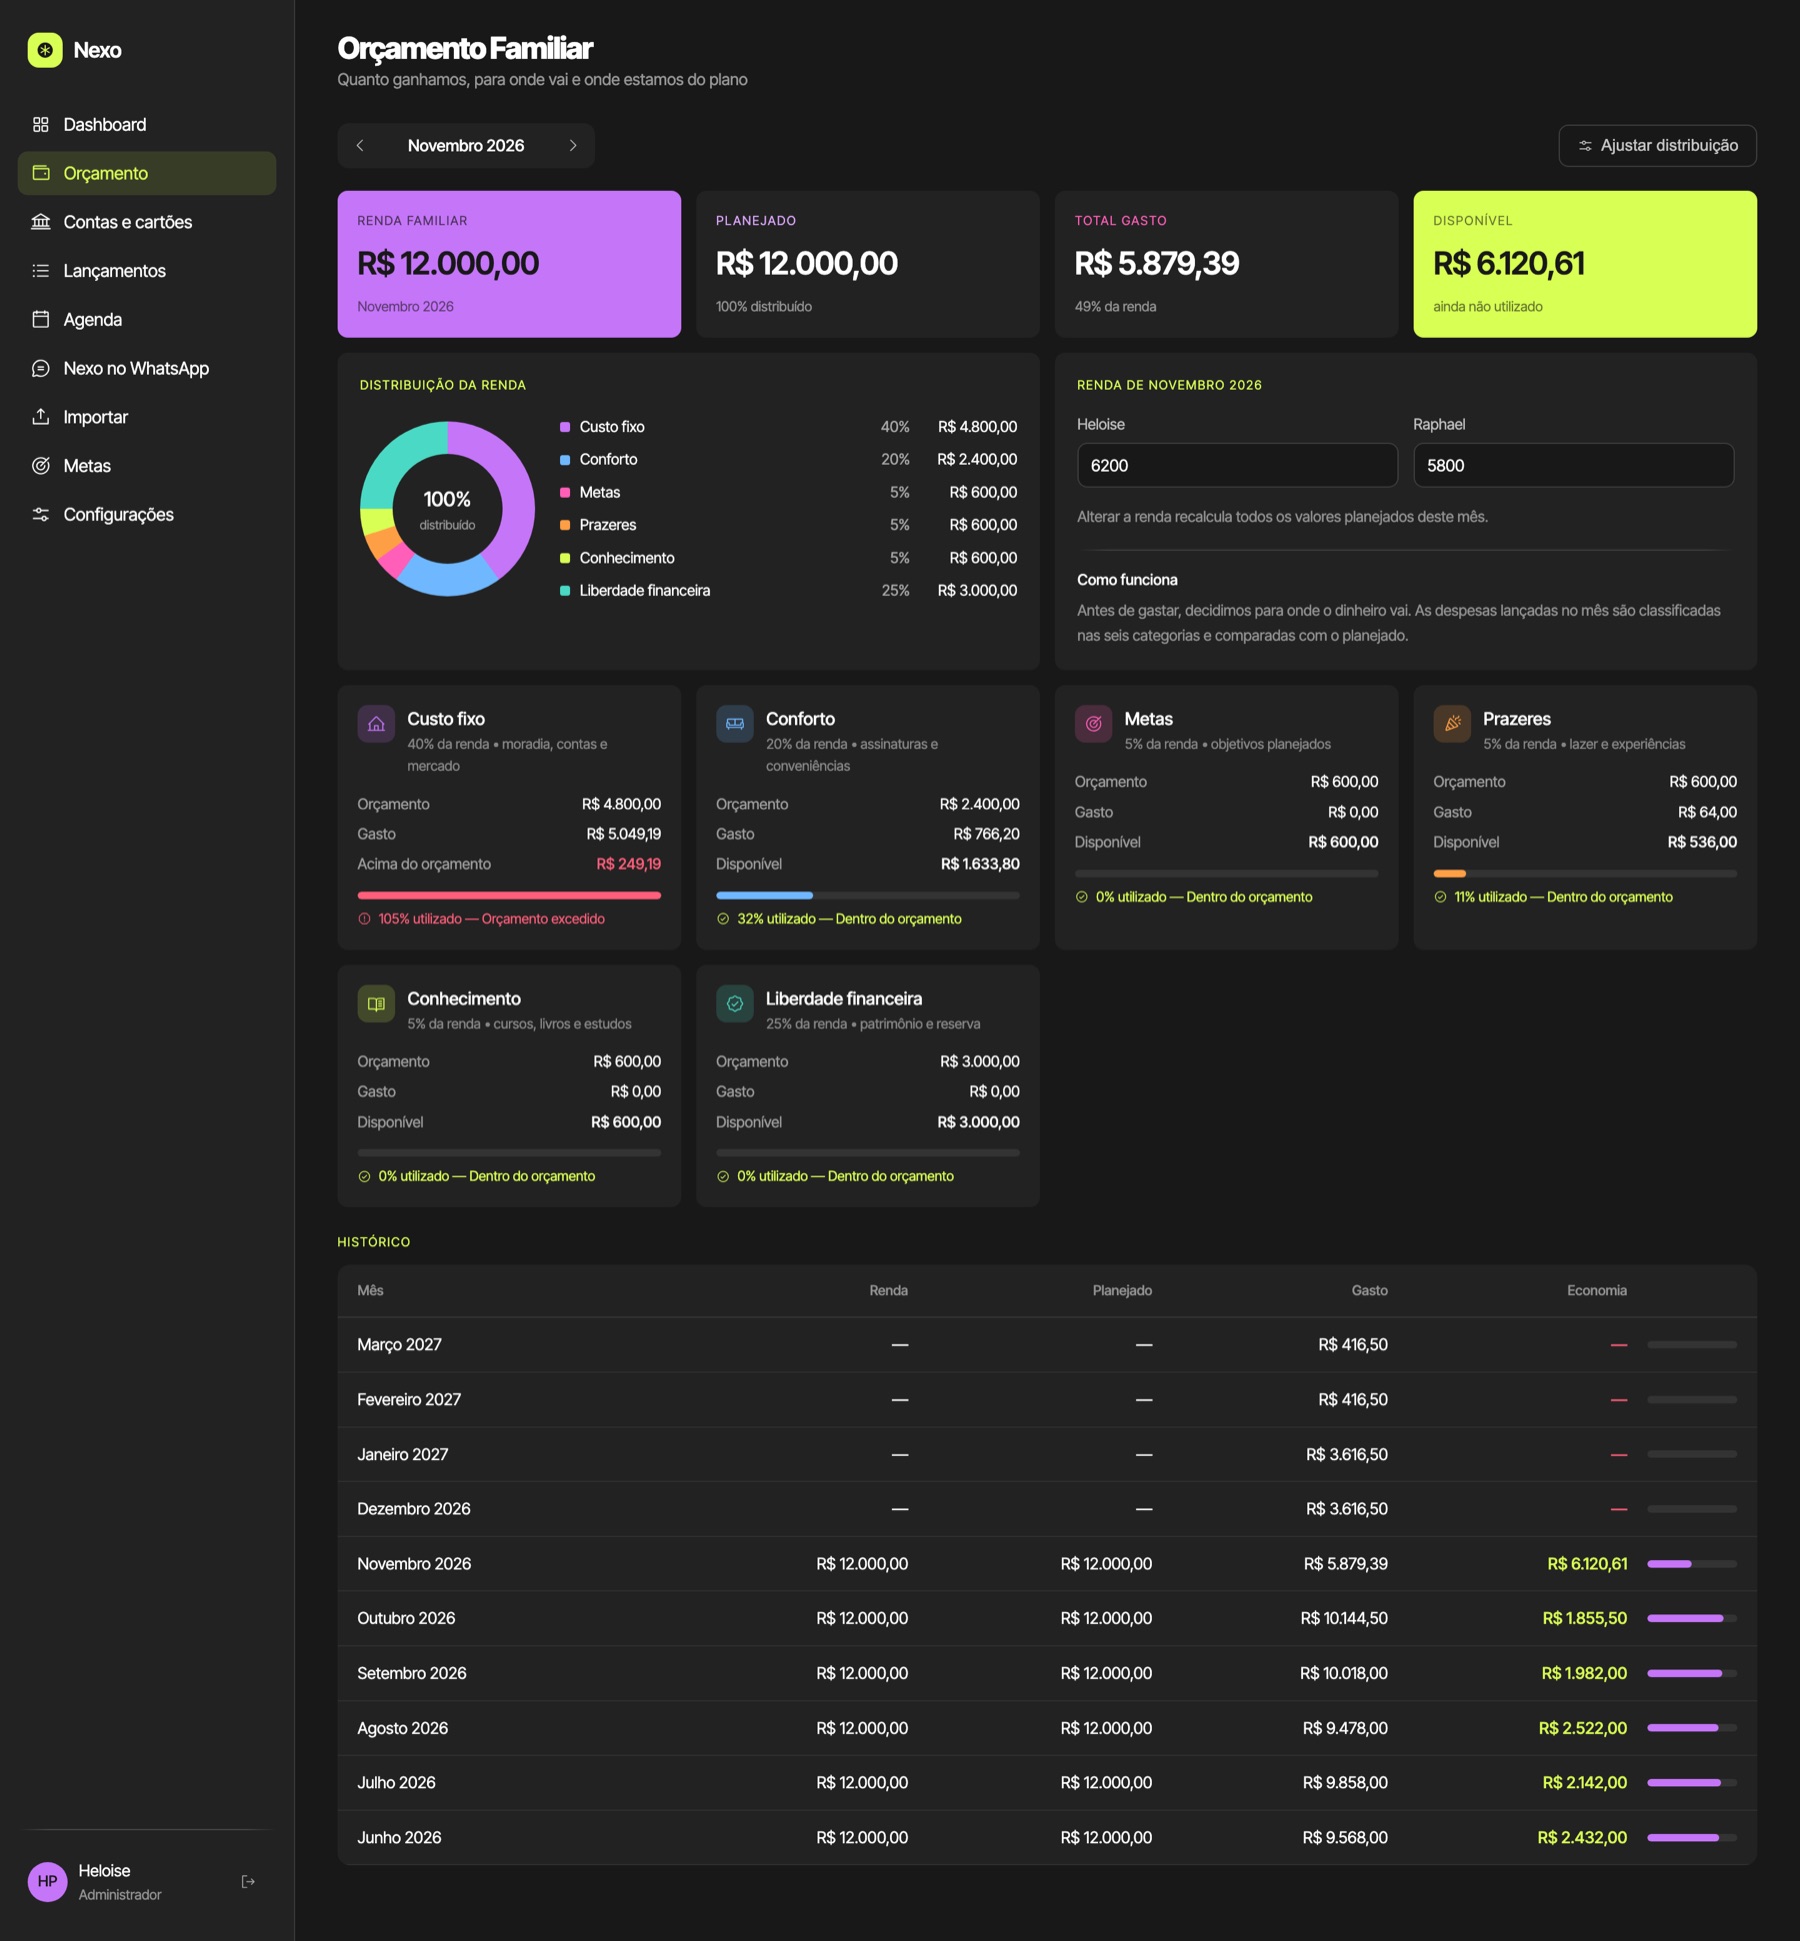 Nexo
Dashboard
Orçamento
Contas e cartões
Lançamentos
Agenda
Nexo no WhatsApp
Importar
Metas
Configurações
HP
Heloise
Administrador
Orçamento Familiar
Quanto ganhamos, para onde vai e onde estamos do plano
Novembro 2026
Ajustar distribuição
RENDA FAMILIAR
R$ 12.000,00
Novembro 2026
PLANEJADO
R$ 12.000,00
100% distribuído
TOTAL GASTO
R$ 5.879,39
49% da renda
DISPONÍVEL
R$ 6.120,61
ainda não utilizado
DISTRIBUIÇÃO DA RENDA
100%
distribuído
Custo fixo 40% R$ 4.800,00
Conforto 20% R$ 2.400,00
Metas 5% R$ 600,00
Prazeres 5% R$ 600,00
Conhecimento 5% R$ 600,00
Liberdade financeira 25% R$ 3.000,00
RENDA DE NOVEMBRO 2026
Heloise Raphael
6200 5800
Alterar a renda recalcula todos os valores planejados deste mês.
Como funciona
Antes de gastar, decidimos para onde o dinheiro vai. As despesas lançadas no mês são classificadas
nas seis categorias e comparadas com o planejado.
Custo fixo
40% da renda • moradia, contas e
mercado
Orçamento R$ 4.800,00
Gasto R$ 5.049,19
Acima do orçamento R$ 249,19
105% utilizado — Orçamento excedido
Conforto
20% da renda • assinaturas e
conveniências
Orçamento R$ 2.400,00
Gasto R$ 766,20
Disponível R$ 1.633,80
32% utilizado — Dentro do orçamento
Metas
5% da renda • objetivos planejados
Orçamento R$ 600,00
Gasto R$ 0,00
Disponível R$ 600,00
0% utilizado — Dentro do orçamento
Prazeres
5% da renda • lazer e experiências
Orçamento R$ 600,00
Gasto R$ 64,00
Disponível R$ 536,00
11% utilizado — Dentro do orçamento
Conhecimento
5% da renda • cursos, livros e estudos
Orçamento R$ 600,00
Gasto R$ 0,00
Disponível R$ 600,00
0% utilizado — Dentro do orçamento
Liberdade financeira
25% da renda • patrimônio e reserva
Orçamento R$ 3.000,00
Gasto R$ 0,00
Disponível R$ 3.000,00
0% utilizado — Dentro do orçamento
HISTÓRICO
Mês Renda Planejado Gasto Economia
Março 2027 — — R$ 416,50 —
Fevereiro 2027 — — R$ 416,50 —
Janeiro 2027 — — R$ 3.616,50 —
Dezembro 2026 — — R$ 3.616,50 —
Novembro 2026 R$ 12.000,00 R$ 12.000,00 R$ 5.879,39 R$ 6.120,61
Outubro 2026 R$ 12.000,00 R$ 12.000,00 R$ 10.144,50 R$ 1.855,50
Setembro 2026 R$ 12.000,00 R$ 12.000,00 R$ 10.018,00 R$ 1.982,00
Agosto 2026 R$ 12.000,00 R$ 12.000,00 R$ 9.478,00 R$ 2.522,00
Julho 2026 R$ 12.000,00 R$ 12.000,00 R$ 9.858,00 R$ 2.142,00
Junho 2026 R$ 12.000,00 R$ 12.000,00 R$ 9.568,00 R$ 2.432,00